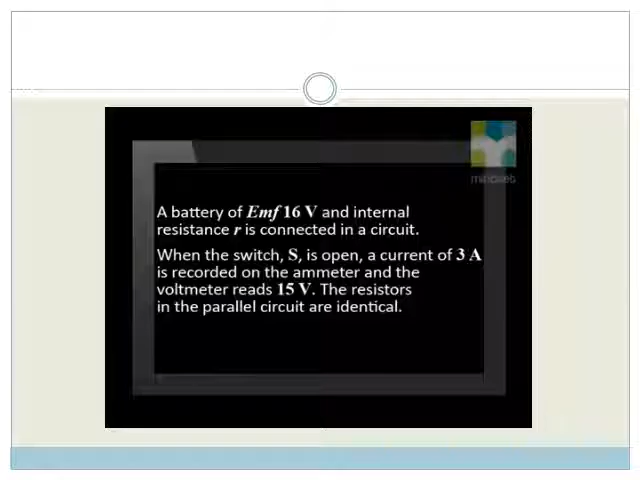 mindset
A battery of Emf 16 V and internal
resistance r is connected in a circuit.
When the switch, S, is open, a current of 3 A
is recorded on the ammeter and the
voltmeter reads 15 V. The resistors
in the parallel circuit are identical.